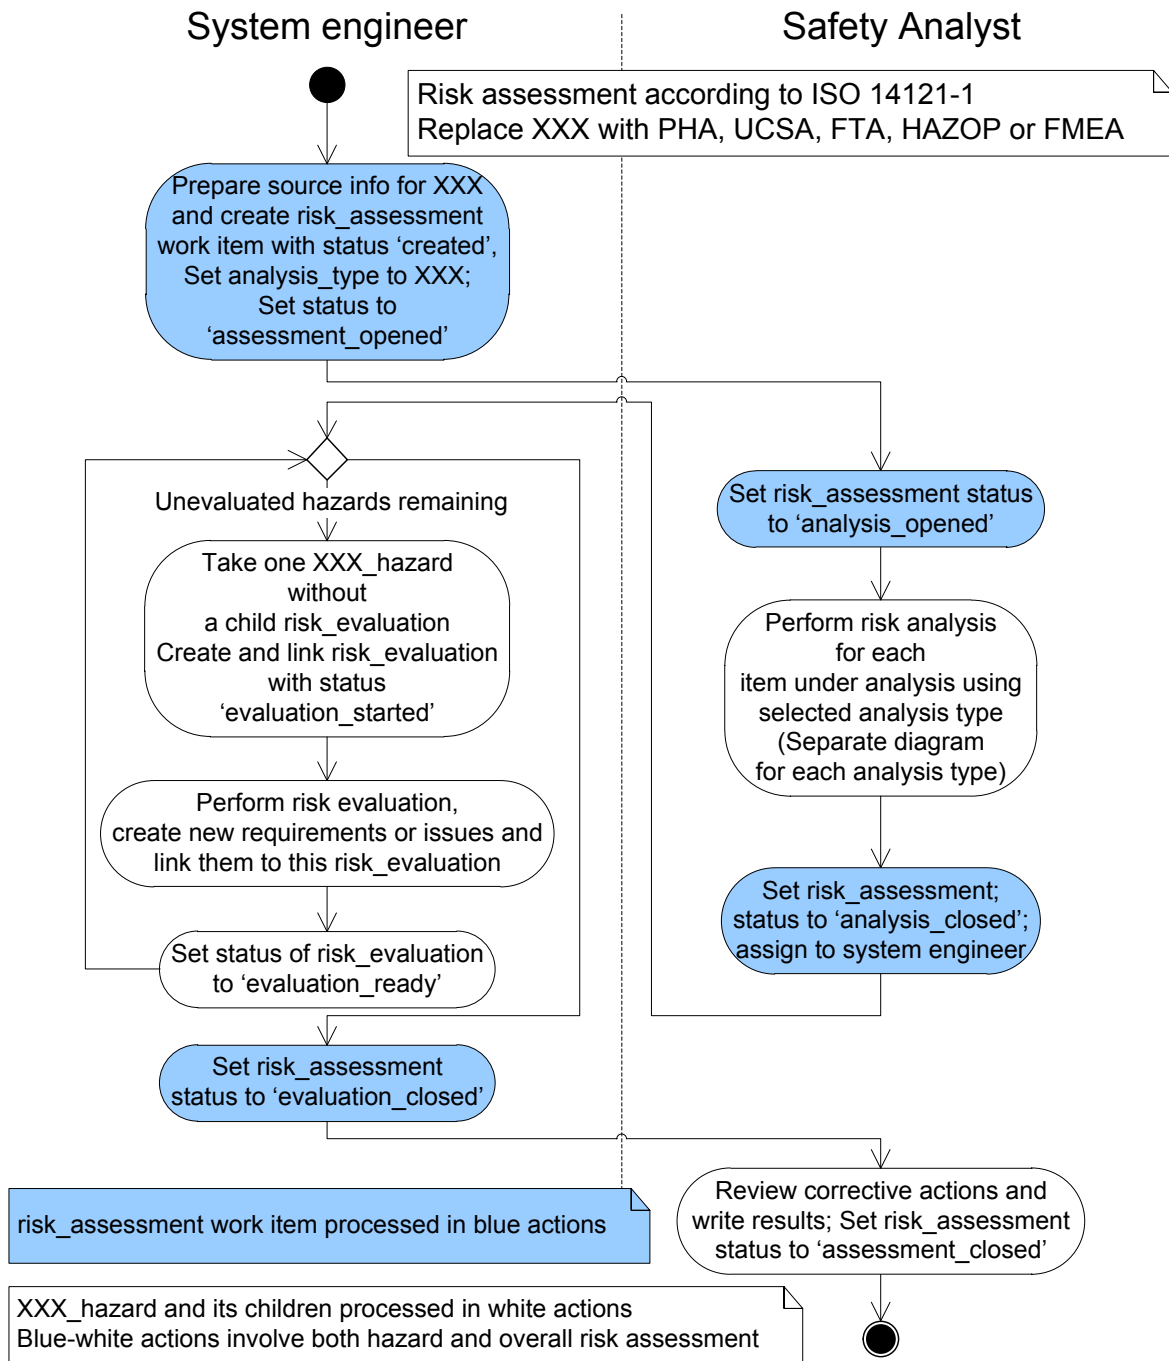 System engineer
Safety Analyst
Risk assessment according to ISO 14121-1
Replace XXX with PHA, UCSA, FTA, HAZOP or FMEA
Prepare source info for XXX
and create risk_assessment
work item with status ‘created’,
Set analysis_type to XXX;
Set status to
‘assessment_opened’
Unevaluated hazards remaining
Take one XXX_hazard
without
a child risk_evaluation
Create and link risk_evaluation
with status
‘evaluation_started’
Perform risk evaluation,
create new requirements or issues and
link them to this risk_evaluation
Set status of risk_evaluation
to ‘evaluation_ready’
Set risk_assessment
status to ‘evaluation_closed’
Set risk_assessment status
to ‘analysis_opened’
Perform risk analysis
for each
item under analysis using
selected analysis type
(Separate diagram
for each analysis type)
Set risk_assessment;
status to ‘analysis_closed’;
assign to system engineer
Review corrective actions and
write results; Set risk_assessment
status to ‘assessment_closed’
risk_assessment work item processed in blue actions
XXX_hazard and its children processed in white actions
Blue-white actions involve both hazard and overall risk assessment